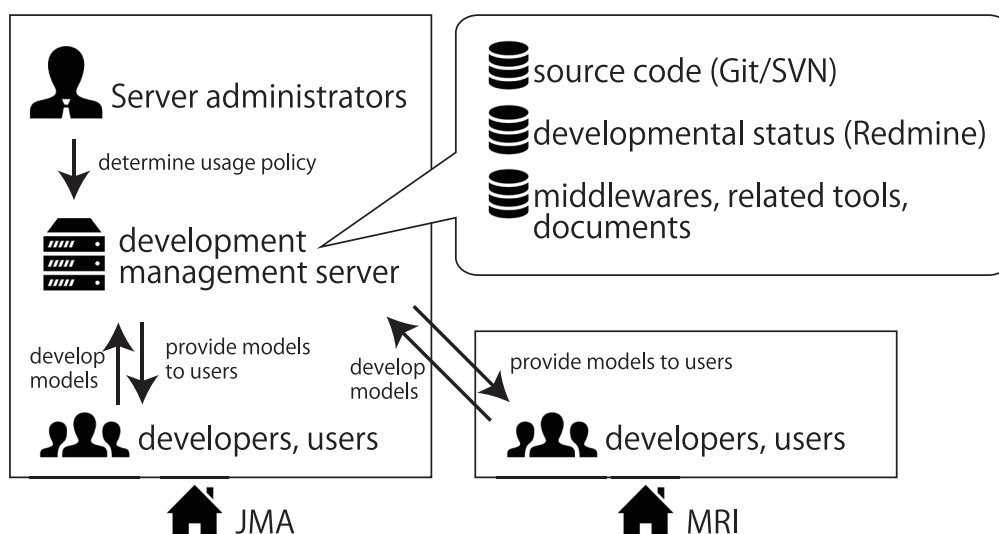 Server administrators
determine usage policy
development
management server
develop
models
provide models
to users
developers, users
JMA
source code (Git/SVN)
developmental status (Redmine)
middlewares, related tools,
documents
develop
models
provide models to users
developers, users
MRI